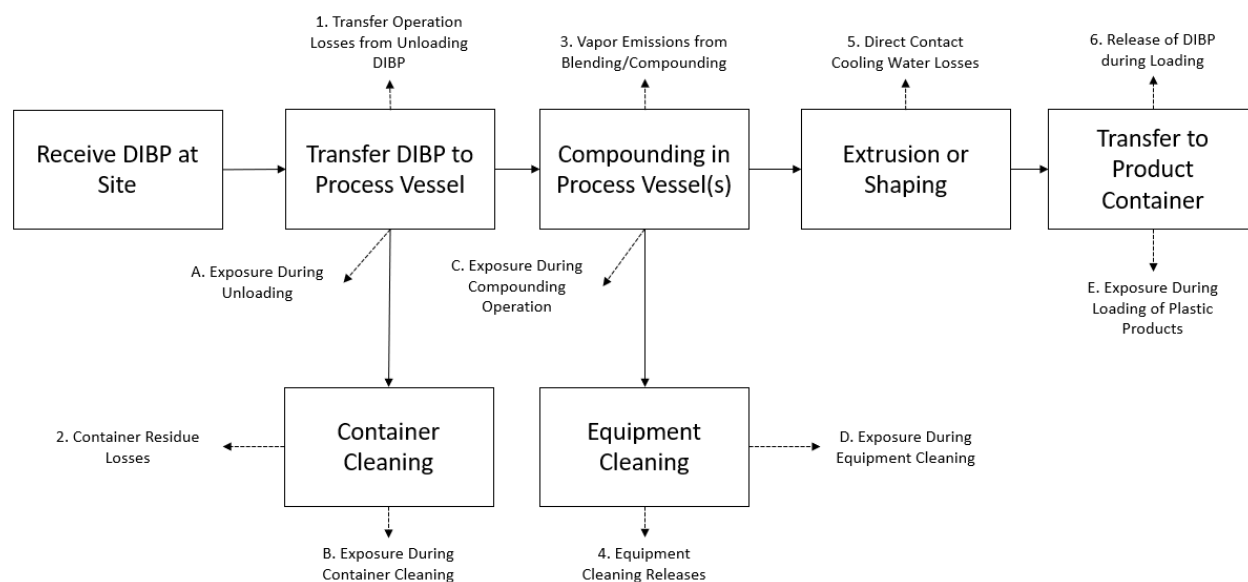 1. Transfer Operation
Losses from Unloading
DIBP
3. Vapor Emissions from
Blending/Compounding
5. Direct Contact
Cooling Water Losses
6. Release of DIBP
during Loading
Receive DIBP at
Site
Transfer DIBP to
Process Vessel
Compounding in
Process Vessel(s)
Extrusion or
Shaping
Transfer to
Product
Container
A. Exposure During
Unloading
C. Exposure During
Compounding
Operation
E. Exposure During
Loading of Plastic
Products
2. Container Residue
Losses
Container
Cleaning
Equipment
Cleaning
D. Exposure During
Equipment Cleaning
B. Exposure During
Container Cleaning
4. Equipment
Cleaning Releases